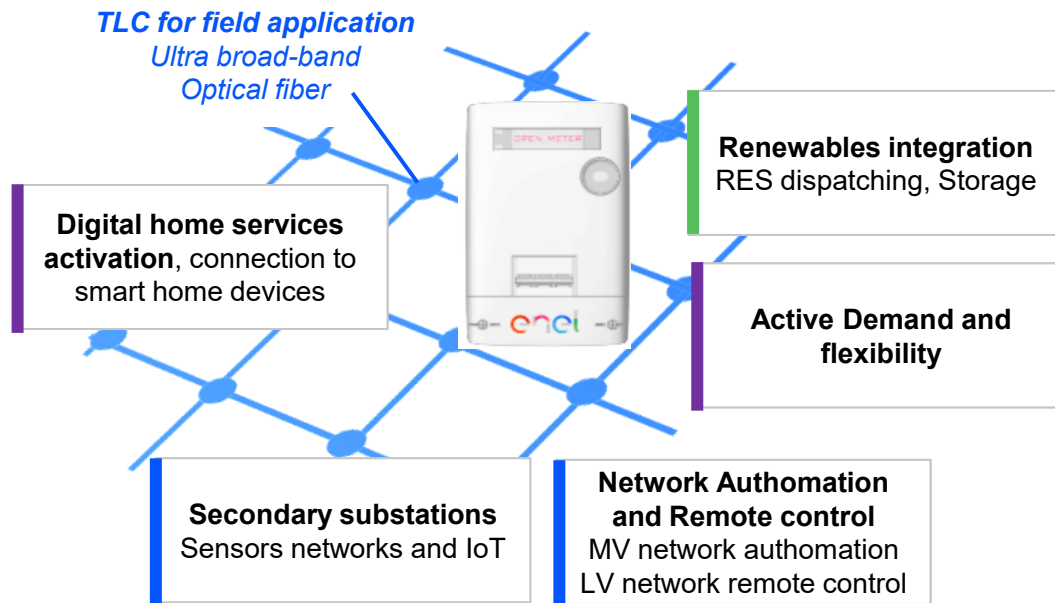 TLC for field application
Ultra broad-band
Optical fiber
OPEN METER
Renewables integration
RES dispatching, Storage
Digital home services
activation, connection to
smart home devices
enel
Active Demand and
flexibility
Secondary substations
Sensors networks and IoT
Network Authomation
and Remote control
MV network authomation
LV network remote control